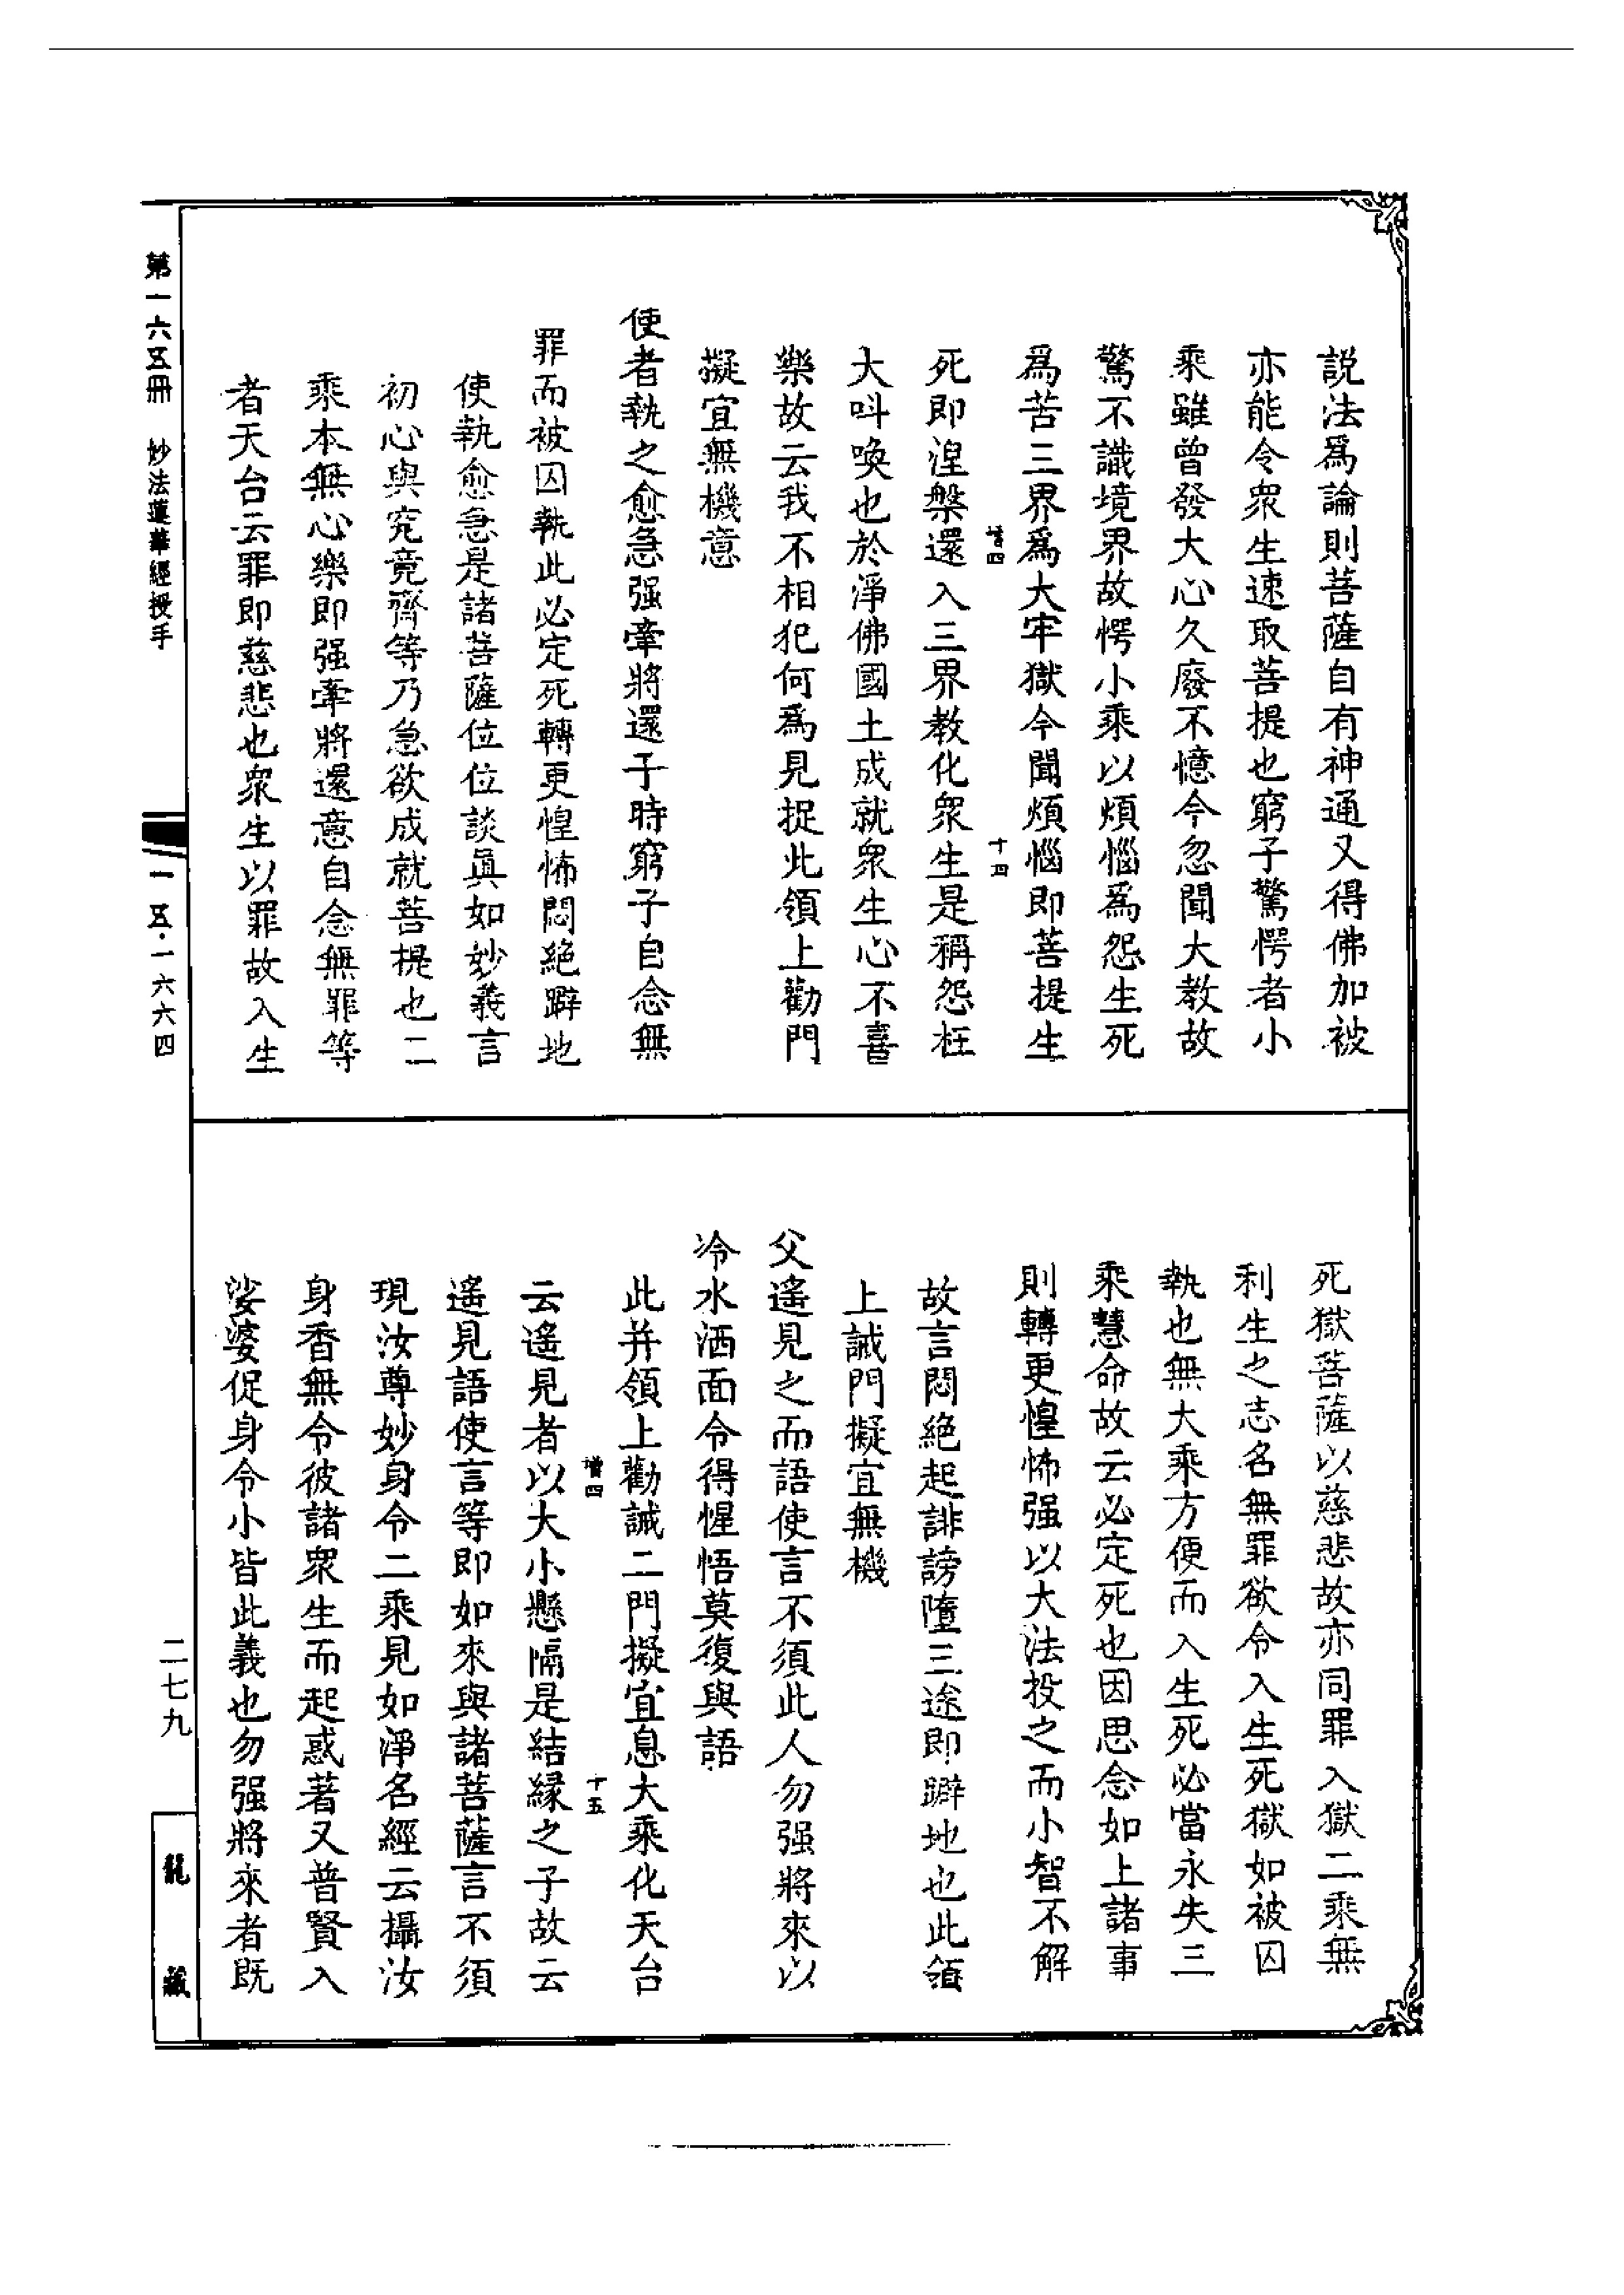 説法爲論則菩薩自有神通又得佛加被
亦能令衆生速取菩提也窮子驚愕者小
乘雖曾發大心久廢不憶今忽聞大教故
驚不識境界故愕小乘以煩惱爲怨生死
爲苦三界爲大牢獄今聞煩惱即菩提生
四
十四
死即涅槃還入三界教化衆生是稱怨枉
大呌喚也於淨佛國土成就衆生心不喜
樂故云我不相犯何爲見捉此領上勸門
擬宜無機意
使者執之愈急强牽將還于時窮子自念無
罪而被囚執此必定死轉更惶怖悶絕躃地
使執愈急是諸菩薩位位談眞如妙義言
初心與究竟齊等乃急欲成就菩提也二
乘本無心樂即强牽將還意自念無罪等
者天台云罪即慈悲也衆生以罪故入生
死獄菩薩以慈悲故亦同罪入獄二乘無
利生之志名無罪欲令入生死獄如被囚
執也無大乘方便而入生死必當永失三
乘慧命故云必定死也因思念如上諸事
則轉更惶怖强以大法投之而小智不解
故言悶絕起誹謗墮三途即躃地也此領
上誡門擬宜無機
父遙見之而語使言不須此人勿强將來以
冷水洒面令得惺悟莫復與語
此并領上勸誡二門擬宜息大乘化天台
四
十五
云遙見者以大小懸隔是結縁之子故云
遙見語使言等即如來與諸菩薩言不須
現汝尊妙身令二乘見如淨名經云攝汝
身香無令彼諸衆生而起惑著又普賢入
娑婆促身令小皆此義也勿强將來者既
第一六五冊 妙法蓮華經授手
一五·一六六四
二七九
龍藏